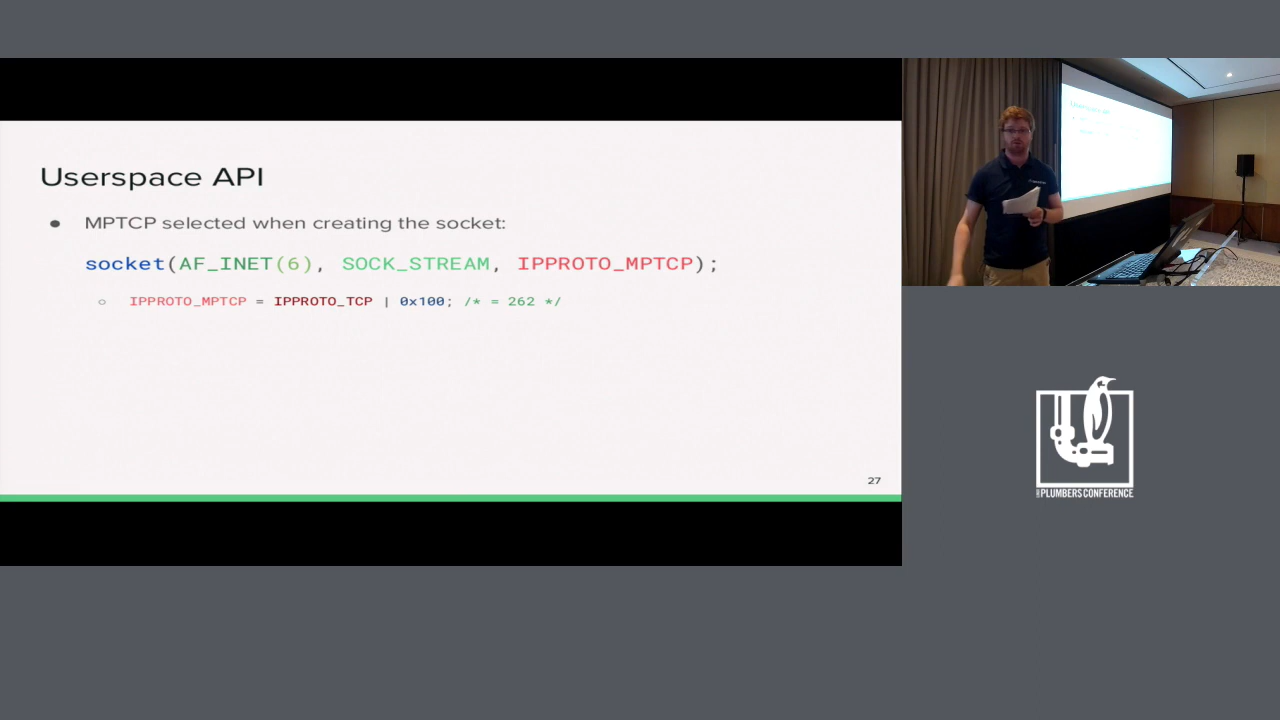 Userspace API
● MPTCP selected when creating the socket:
socket(AF_INET(6), SOCK_STREAM, IPPROTO_MPTCP);
○ IPPROTO_MPTCP = IPPROTO_TCP | 0x100; /* = 262 */
27
PLUMBERS CONFERENCE